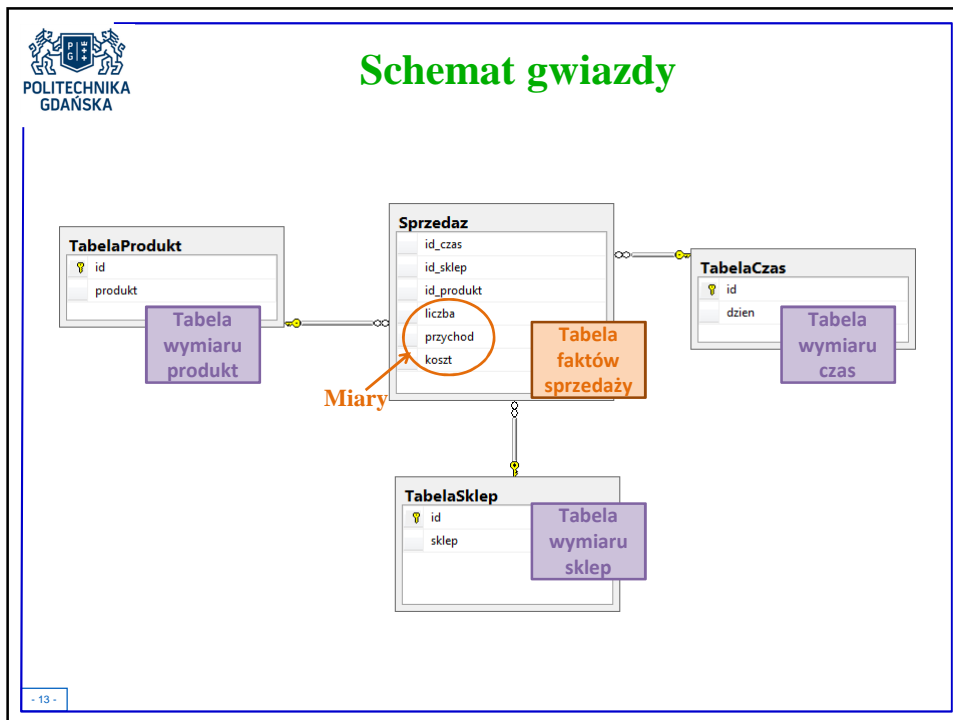 P G
POLITECHNIKA
GDAŃSKA
Schemat gwiazdy
TabelaProdukt
id
produkt
Tabela
wymiaru
produkt
Sprzedaz
id_czas
id_sklep
id_produkt
liczba
przychod
koszt
Miary
Tabela
faktów
sprzedaży
TabelaCzas
id
dzien
Tabela
wymiaru
czas
TabelaSklep
id
sklep
Tabela
wymiaru
sklep
- 13 -